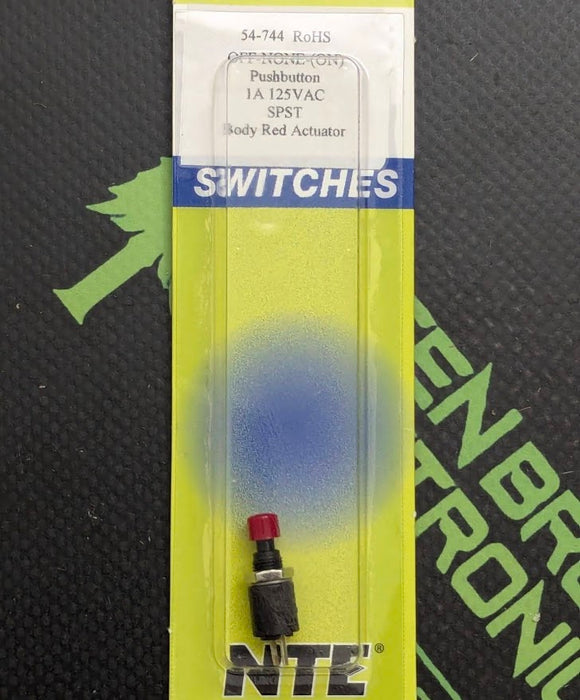 54-744 RoHS
OFF-NONE-(ON)
Pushbutton
1A 125VAC
SPST
Body Red Actuator
SWITCHES
NTE®